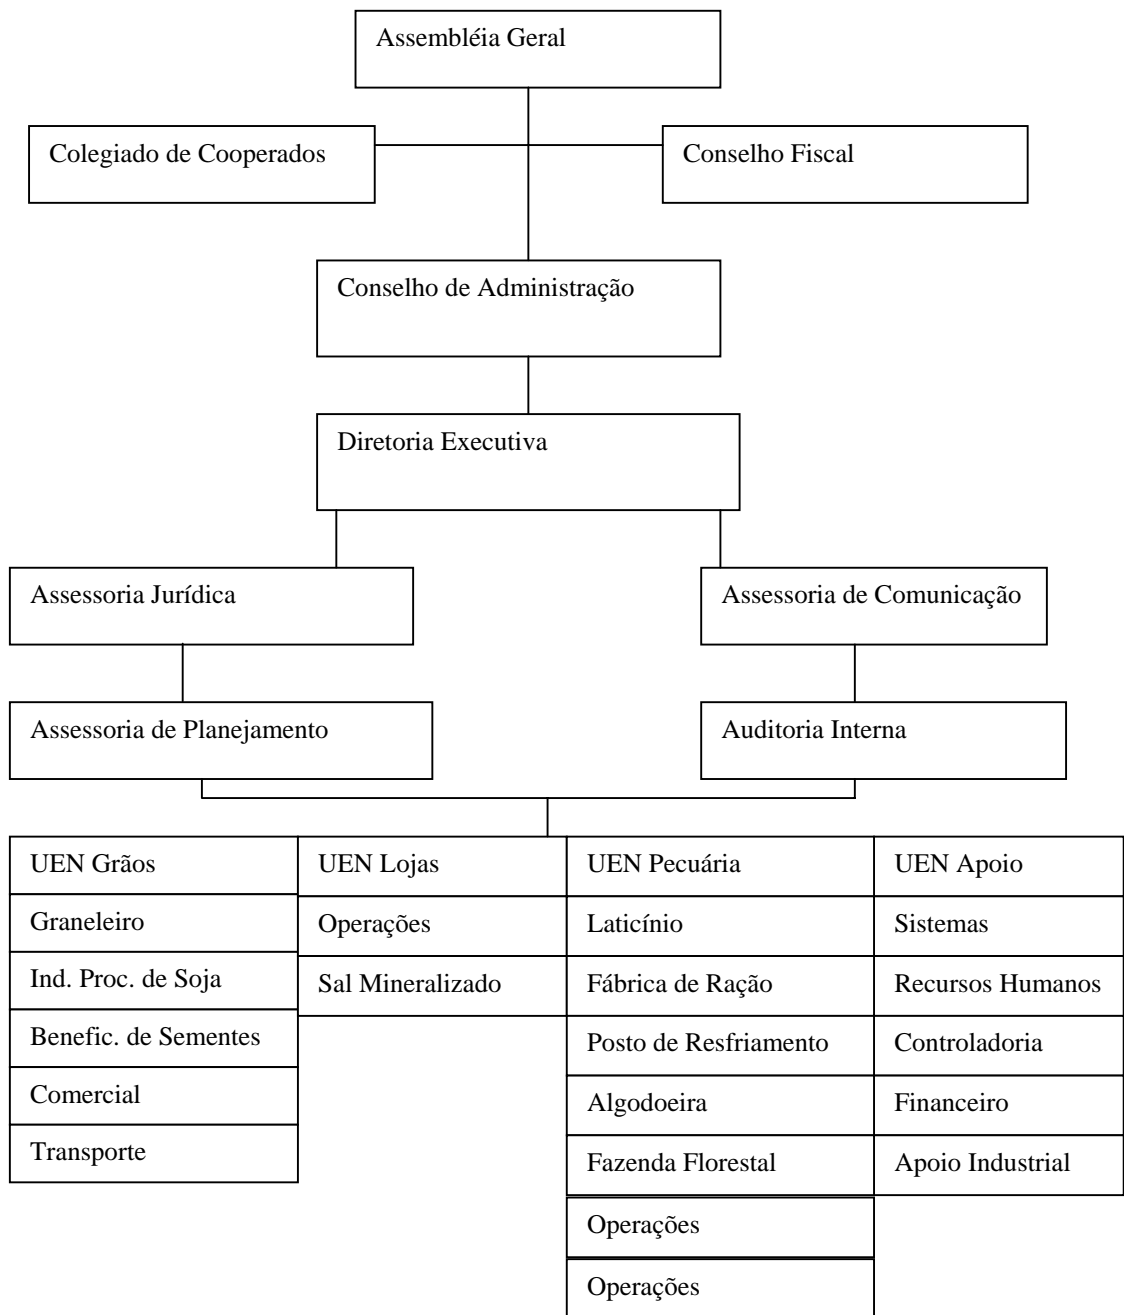 Assembléia Geral
Colegiado de Cooperados
Conselho Fiscal
Conselho de Administração
Diretoria Executiva
Assessoria Jurídica
Assessoria de Comunicação
Assessoria de Planejamento
Auditoria Interna
UEN Grãos
Graneleiro
Ind. Proc. de Soja
Benefic. de Sementes
Comercial
Transporte
UEN Lojas
Operações
Sal Mineralizado
UEN Pecuária
Laticínio
Fábrica de Ração
Posto de Resfriamento
Algodoeira
Fazenda Florestal
Operações
Operações
UEN Apoio
Sistemas
Recursos Humanos
Controladoria
Financeiro
Apoio Industrial